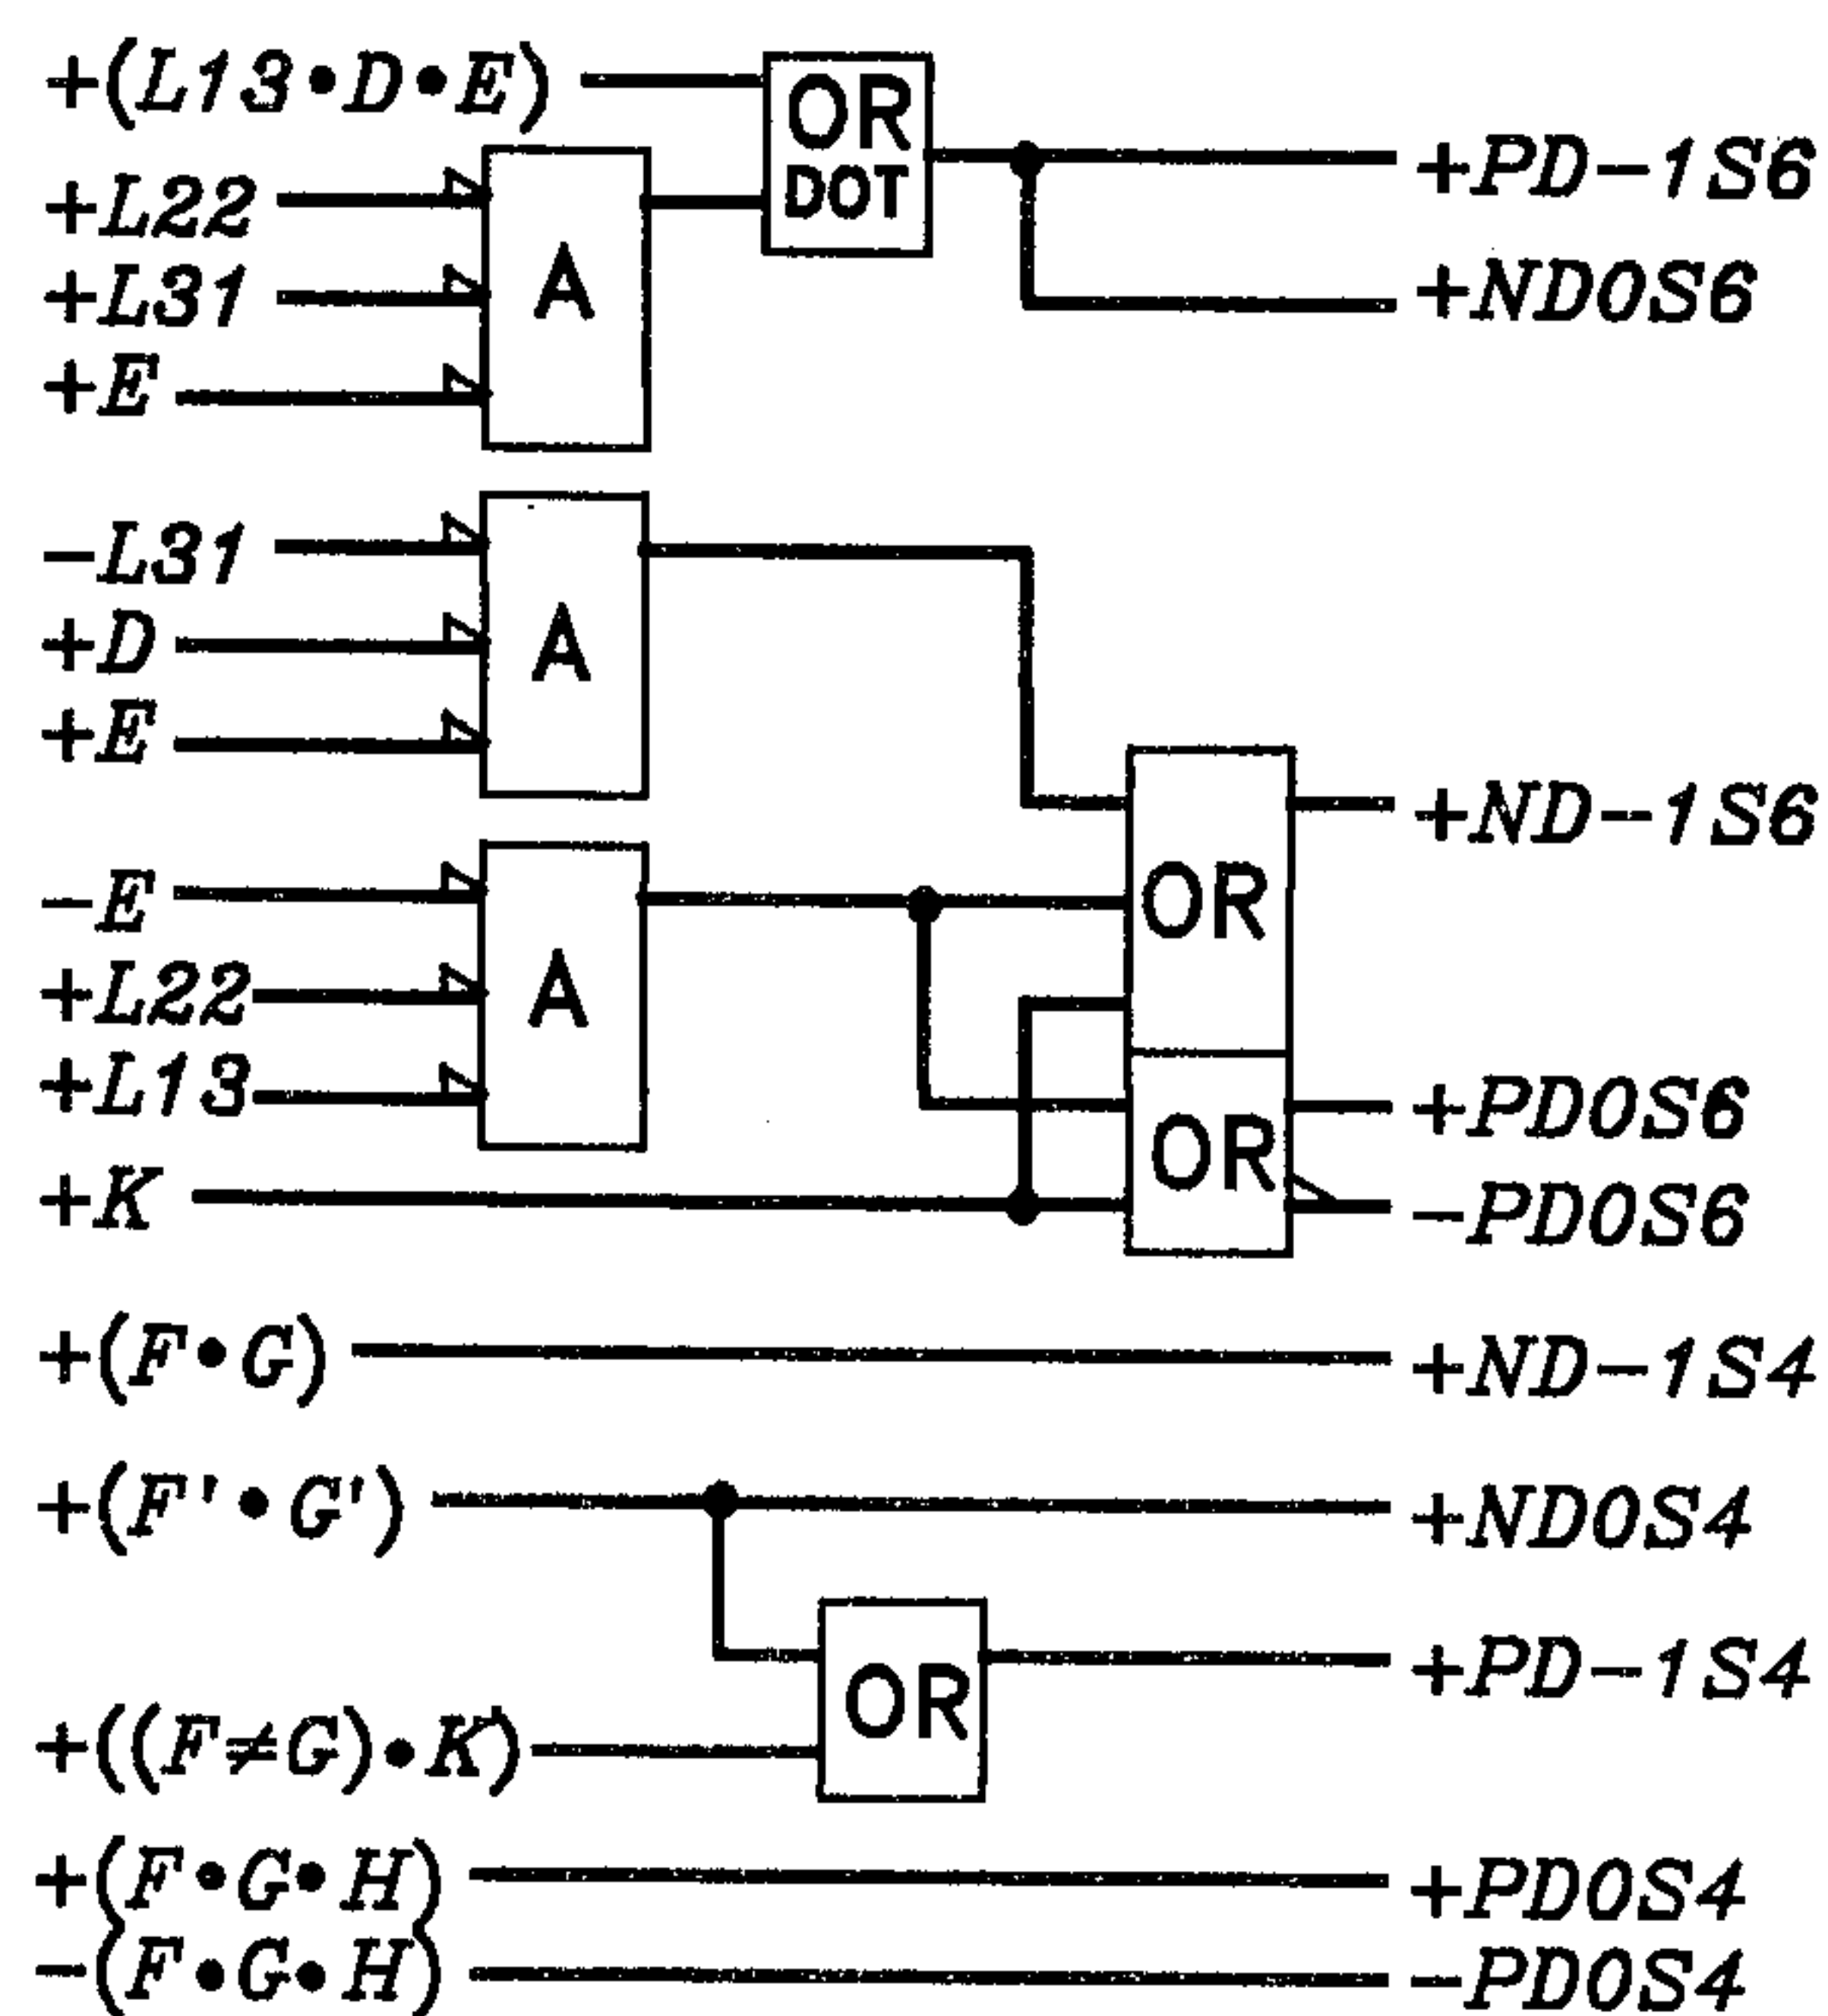 +(L13•D•E)
OR
DOT
+PD-1S6
+L22
+L31
+E
A
+ND0S6
-L31
+D
+E
A
+ND-1S6
-E
+L22
+L13
A
OR
+K
OR
+PD0S6
-PD0S6
+(F•G)
+ND-1S4
+(F'•G')
+ND0S4
OR
+PD-1S4
+((F≠G)•K)
+(F•G•H)
+PD0S4
-(F•G•H)
-PD0S4